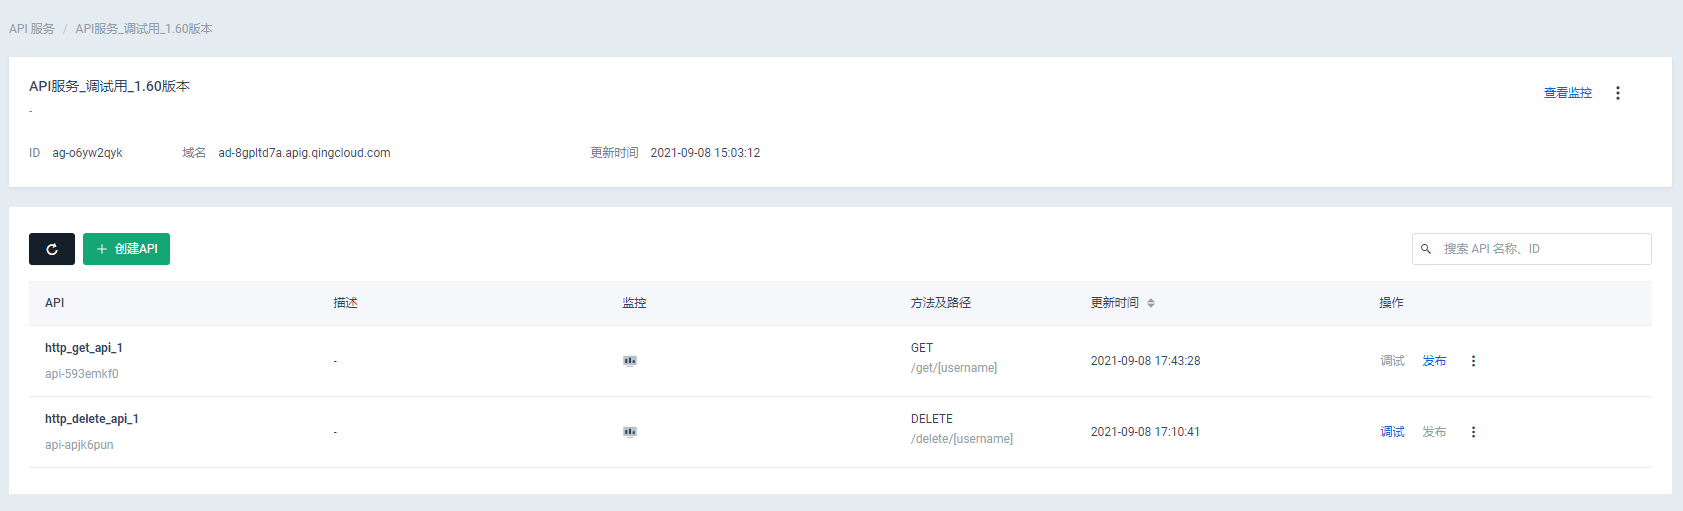 API 服务 / API服务_调试用_1.60版本
API服务_调试用_1.60版本
查看监控
-
ID ag-o6yw2qyk 域名 ad-8gpltd7a.apig.qingcloud.com 更新时间 2021-09-08 15:03:12
+ 创建API 搜索 API 名称、ID
API 描述 监控 方法及路径 更新时间 操作
http_get_api_1
api-593emkf0
-
GET
/get/[username]
2021-09-08 17:43:28
调试 发布
http_delete_api_1
api-apjk6pun
-
DELETE
/delete/[username]
2021-09-08 17:10:41
调试 发布